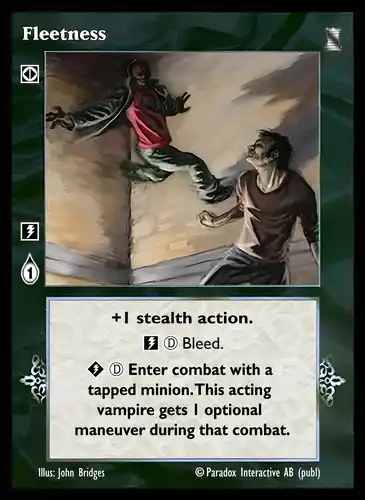 Fleetness
1
+1 stealth action.
Ⓓ Bleed.
Ⓓ Enter combat with a
tapped minion. This acting
vampire gets 1 optional
maneuver during that combat.
Illus: John Bridges © Paradox Interactive AB (publ)